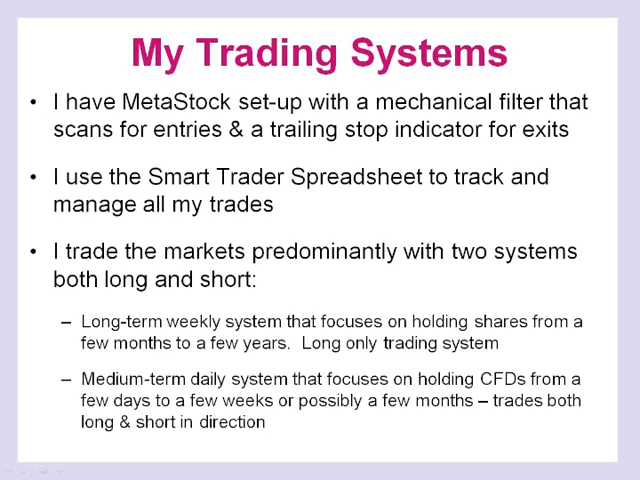 My Trading Systems
• I have MetaStock set-up with a mechanical filter that
scans for entries & a trailing stop indicator for exits
• I use the Smart Trader Spreadsheet to track and
manage all my trades
• I trade the markets predominantly with two systems
both long and short:
– Long-term weekly system that focuses on holding shares from a
few months to a few years.  Long only trading system
– Medium-term daily system that focuses on holding CFDs from a
few days to a few weeks or possibly a few months – trades both
long & short in direction